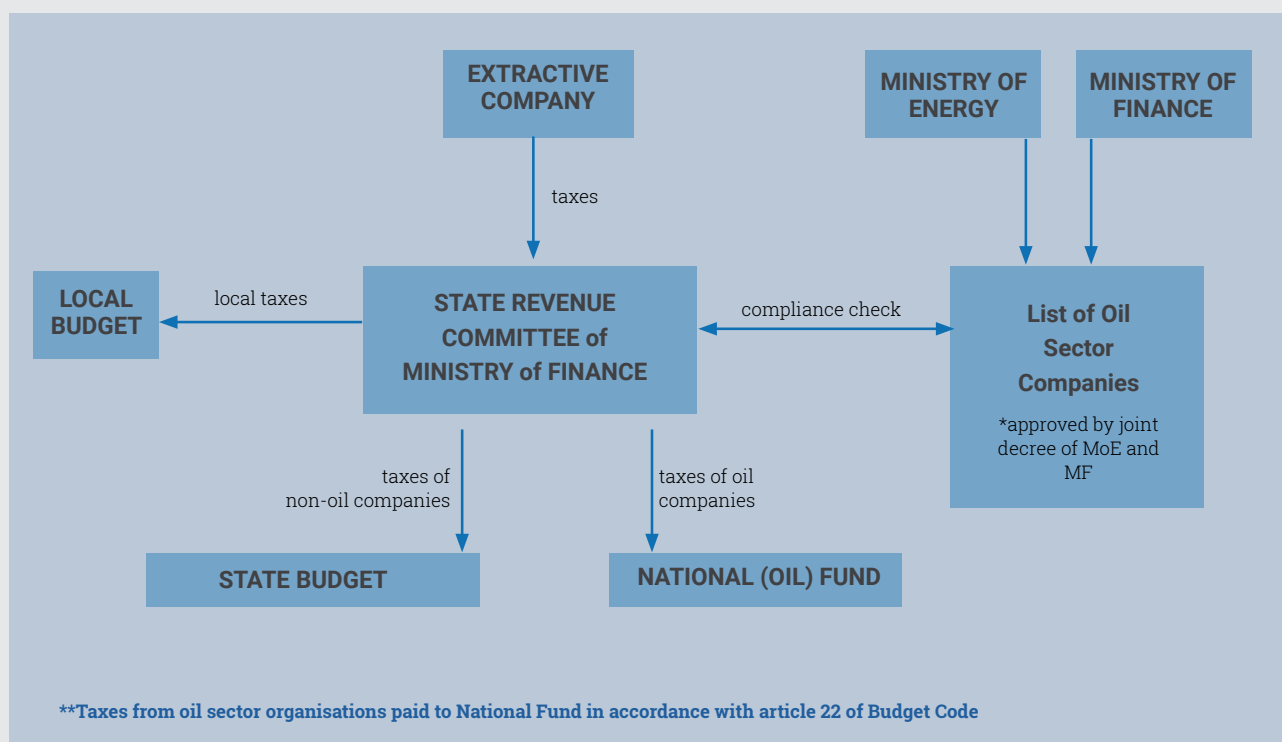 EXTRACTIVE
COMPANY
MINISTRY OF
ENERGY
MINISTRY OF
FINANCE
taxes
LOCAL
BUDGET
local taxes
STATE REVENUE
COMMITTEE of
MINISTRY of FINANCE
compliance check
List of Oil
Sector
Companies
*approved by joint
decree of MoE and
MF
taxes of
non-oil companies
taxes of oil
companies
STATE BUDGET
NATIONAL (OIL) FUND
**Taxes from oil sector organisations paid to National Fund in accordance with article 22 of Budget Code